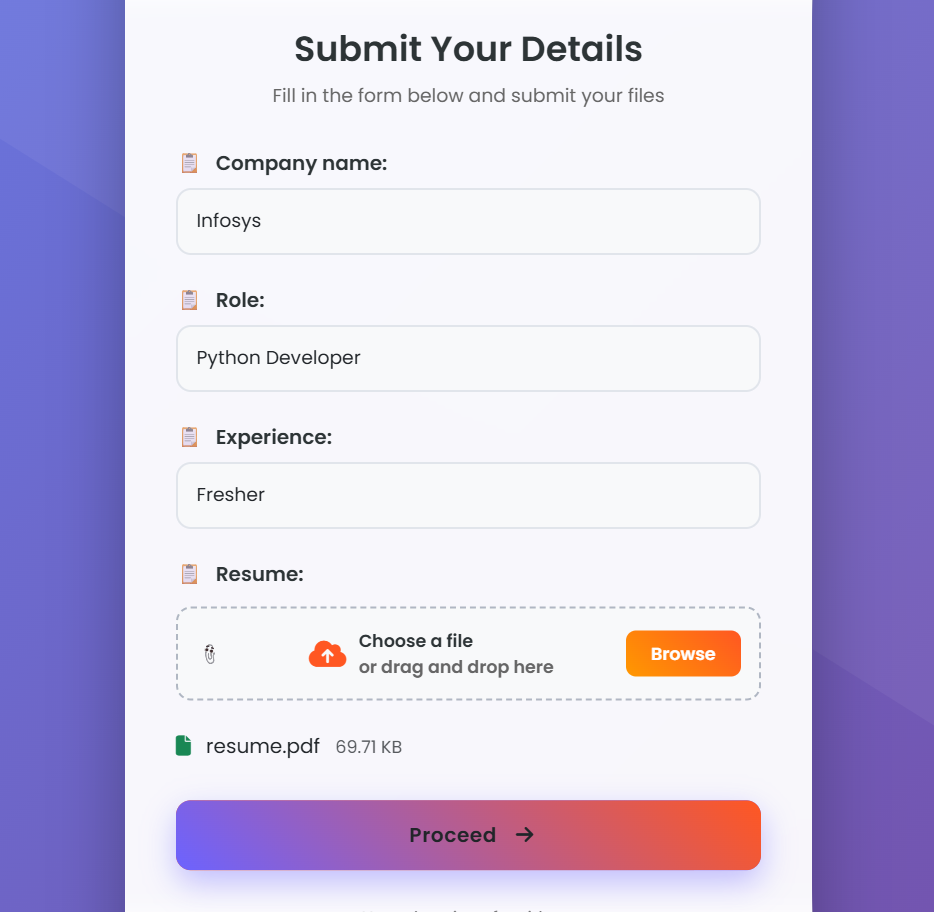 Submit Your Details
Fill in the form below and submit your files
Company name:
Infosys
Role:
Python Developer
Experience:
Fresher
Resume:
Choose a file
or drag and drop here
Browse
resume.pdf 69.71 KB
Proceed